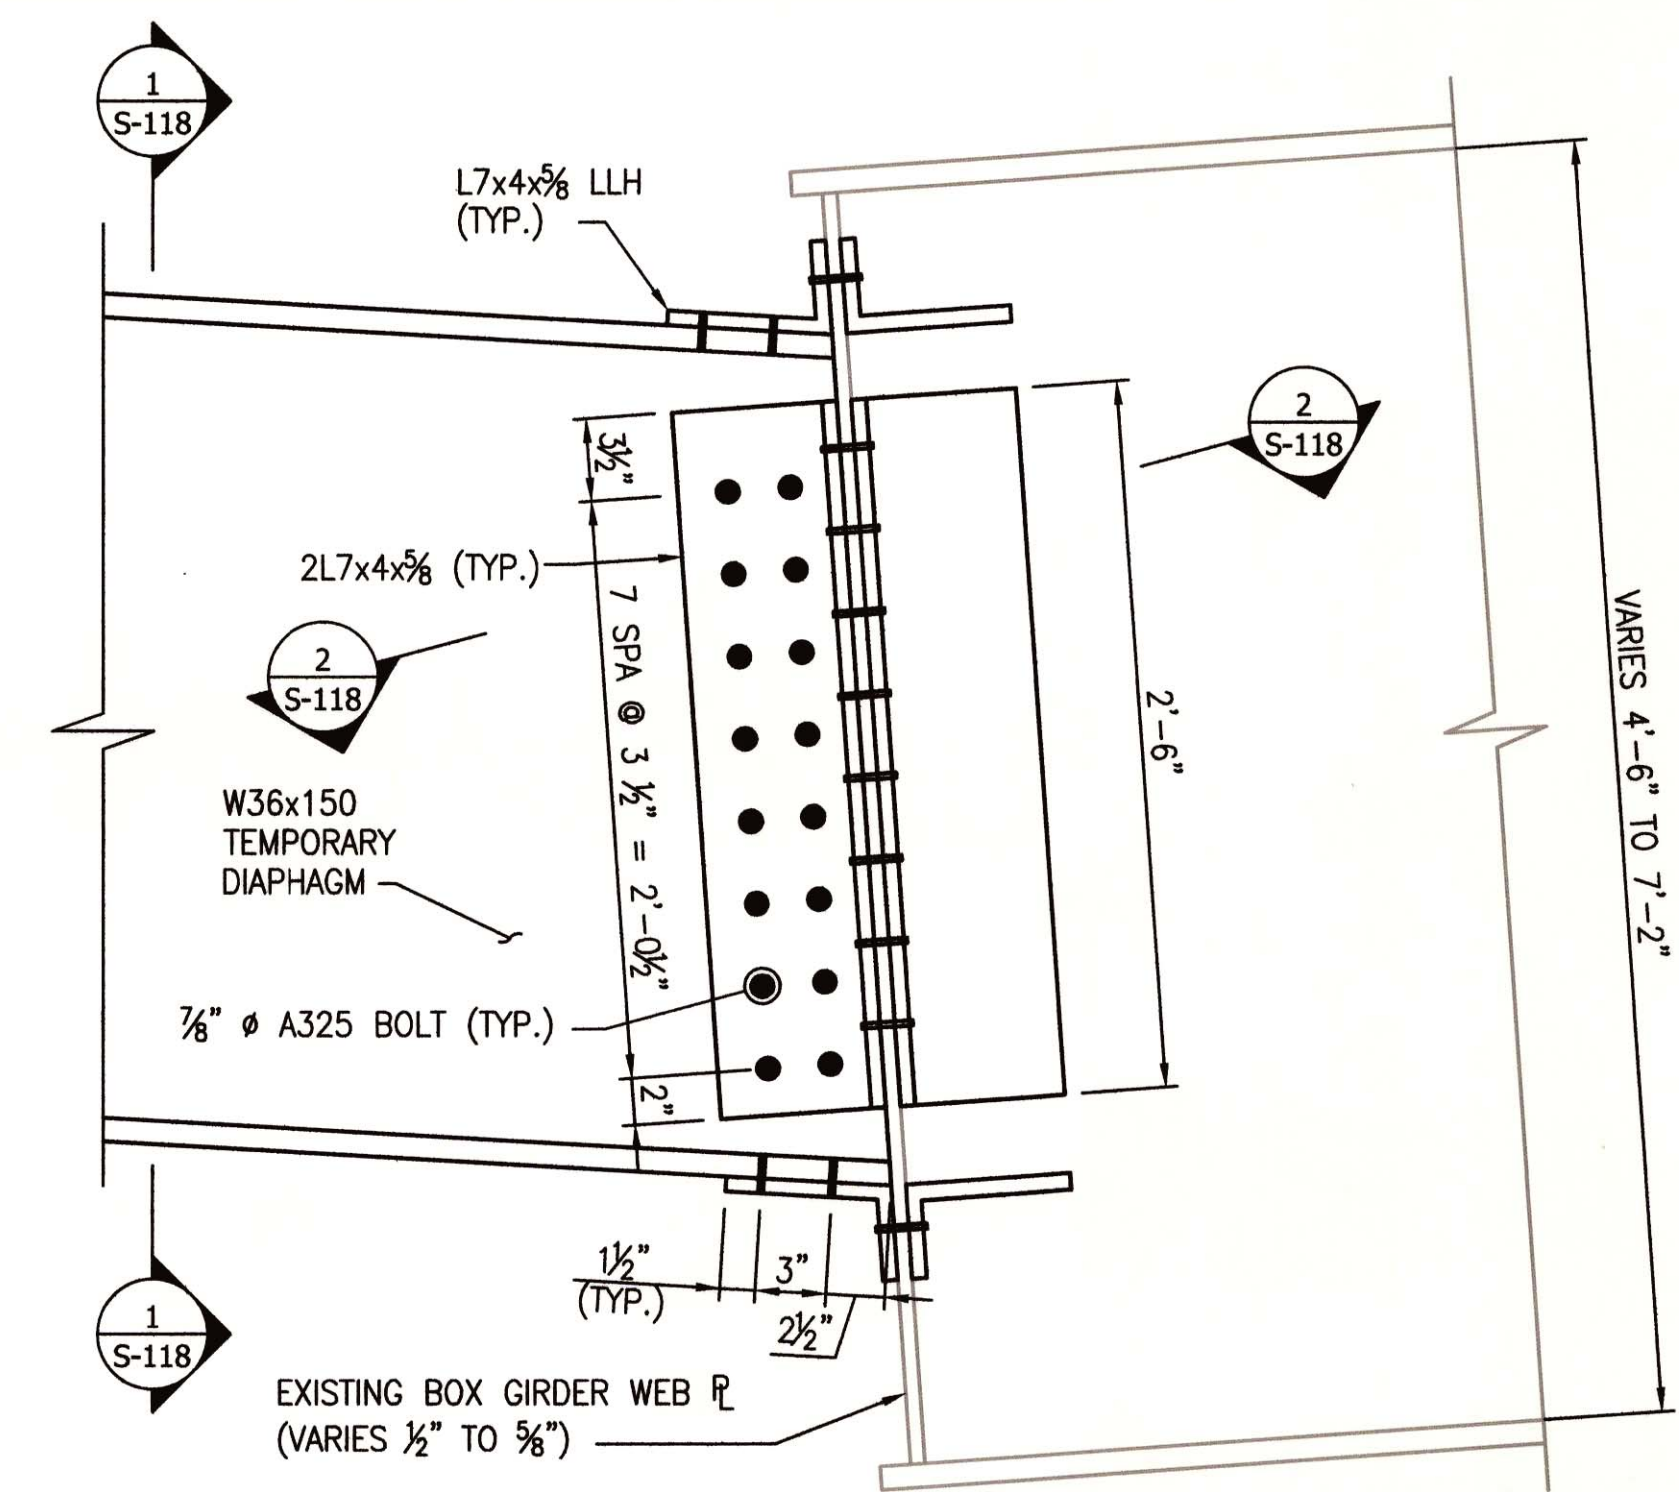 1
S-118
L7x4x⅝ LLH
(TYP.)
2
S-118
3½"
2L7x4x⅝ (TYP.)
7 SPA @ 3 ½" = 2'-0½"
2'-6"
VARIES 4'-6" TO 7'-2"
2
S-118
W36x150
TEMPORARY
DIAPHAGM
⅞" ø A325 BOLT (TYP.)
2"
1½"
(TYP.)
3"
2½"
1
S-118
EXISTING BOX GIRDER WEB ⅊
(VARIES ½" TO ⅝")